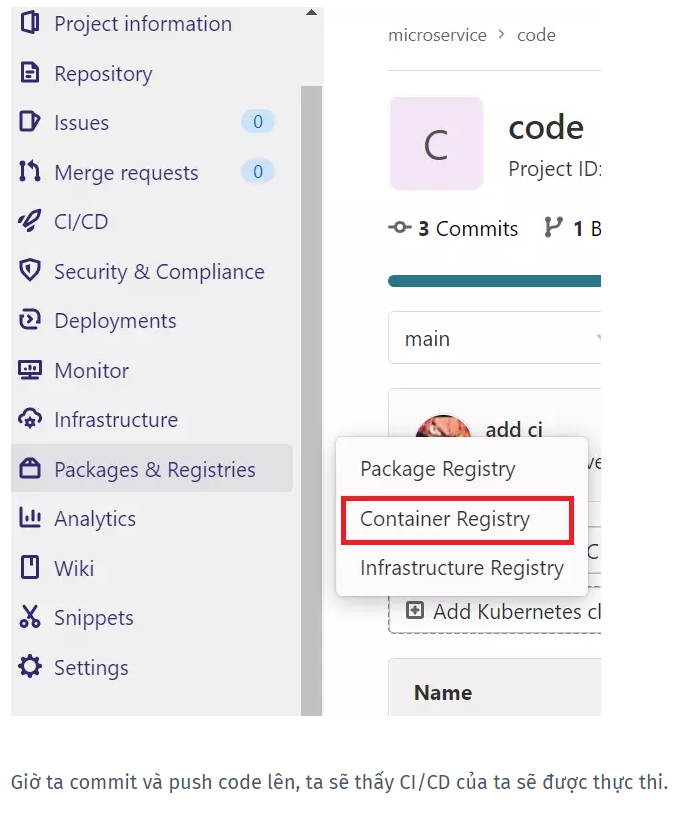 Project information
Repository
Issues 0
Merge requests 0
CI/CD
Security & Compliance
Deployments
Monitor
Infrastructure
Packages & Registries
Analytics
Wiki
Snippets
Settings
microservice > code
C
code
Project ID:
3 Commits 1 B
main
add ci
Package Registry
Container Registry
Infrastructure Registry
Add Kubernetes cl
Name
Giờ ta commit và push code lên, ta sẽ thấy CI/CD của ta sẽ được thực thi.